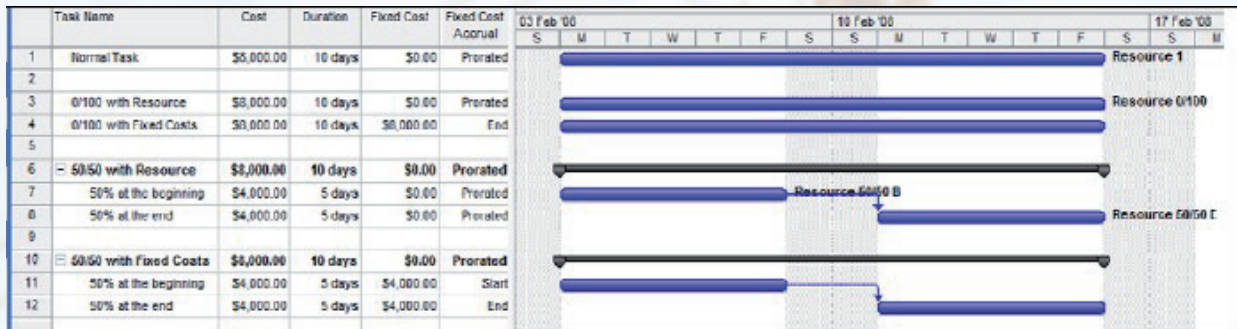 Task Name Cost Duration Fixed Cost Fixed Cost Accrual 03 Feb '08 10 Feb '08 17 Feb '08
S M T W T F S S M T W T F S S M
1 Normal Task $8,000.00 10 days $0.00 Prorated Resource 1
2
3 0/100 with Resource $8,000.00 10 days $0.00 Prorated Resource 0/100
4 0/100 with Fixed Costs $8,000.00 10 days $8,000.00 End
5
6 50/50 with Resource $8,000.00 10 days $0.00 Prorated
7 50% at the beginning $4,000.00 5 days $0.00 Prorated Resource 50/50 B
8 50% at the end $4,000.00 5 days $0.00 Prorated Resource 50/50 E
9
10 50/50 with Fixed Costs $8,000.00 10 days $0.00 Prorated
11 50% at the beginning $4,000.00 5 days $4,000.00 Start
12 50% at the end $4,000.00 5 days $4,000.00 End